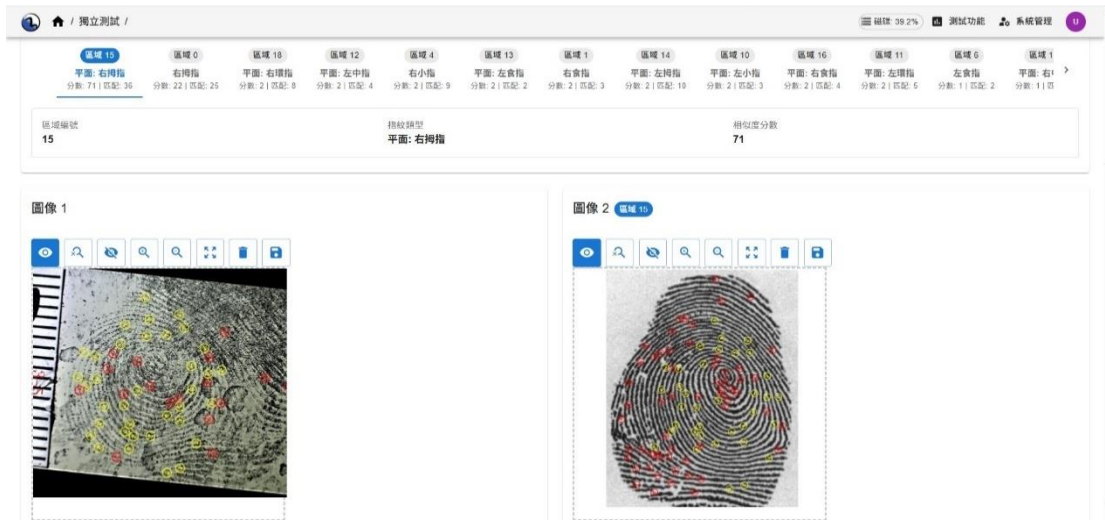 / 獨立測試 /
磁碟: 39.2% 測試功能 系統管理 U
區域 15 區域 0 區域 18 區域 12 區域 4 區域 13 區域 1 區域 14 區域 10 區域 16 區域 11 區域 6 區域 1
平面: 右拇指 右拇指 平面: 右環指 平面: 左中指 右小指 平面: 左食指 右食指 平面: 左拇指 平面: 左小指 平面: 右食指 平面: 左環指 左食指 平面: 右
分數: 71 | 匹配: 36 分數: 22 | 匹配: 25 分數: 2 | 匹配: 8 分數: 2 | 匹配: 4 分數: 2 | 匹配: 9 分數: 2 | 匹配: 2 分數: 2 | 匹配: 3 分數: 2 | 匹配: 10 分數: 2 | 匹配: 3 分數: 2 | 匹配: 4 分數: 2 | 匹配: 5 分數: 1 | 匹配: 2 分數: 1 |
區域編號 指紋類型 相似度分數
15 平面: 右拇指 71
圖像 1 圖像 2 區域 15